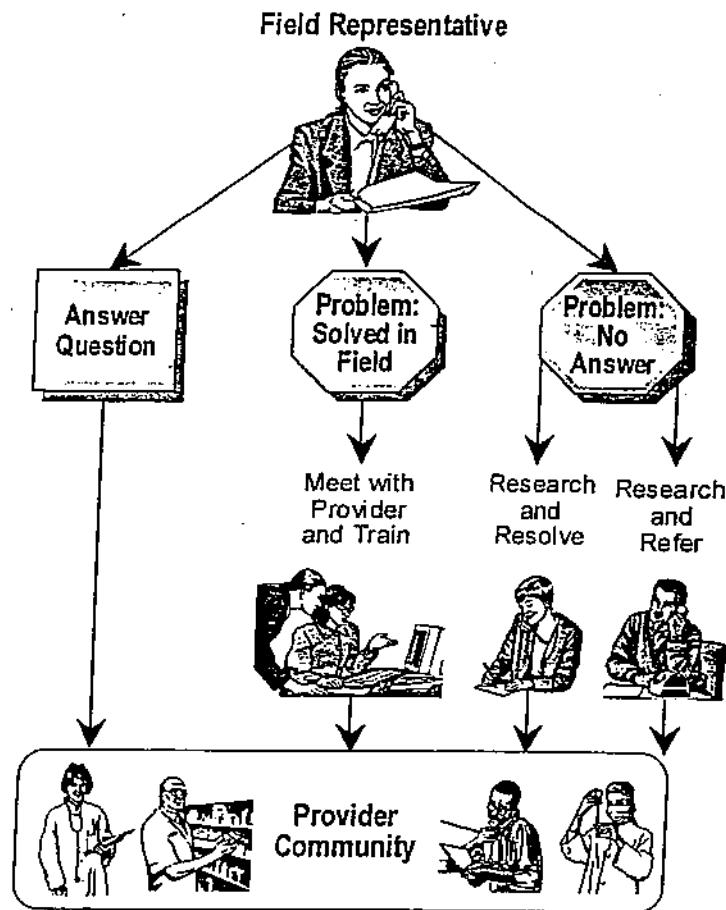 Field Representative
Answer
Question
Problem:
Solved in
Field
Problem:
No
Answer
Meet with
Provider
and Train
Research
and
Resolve
Research
and
Refer
Provider
Community